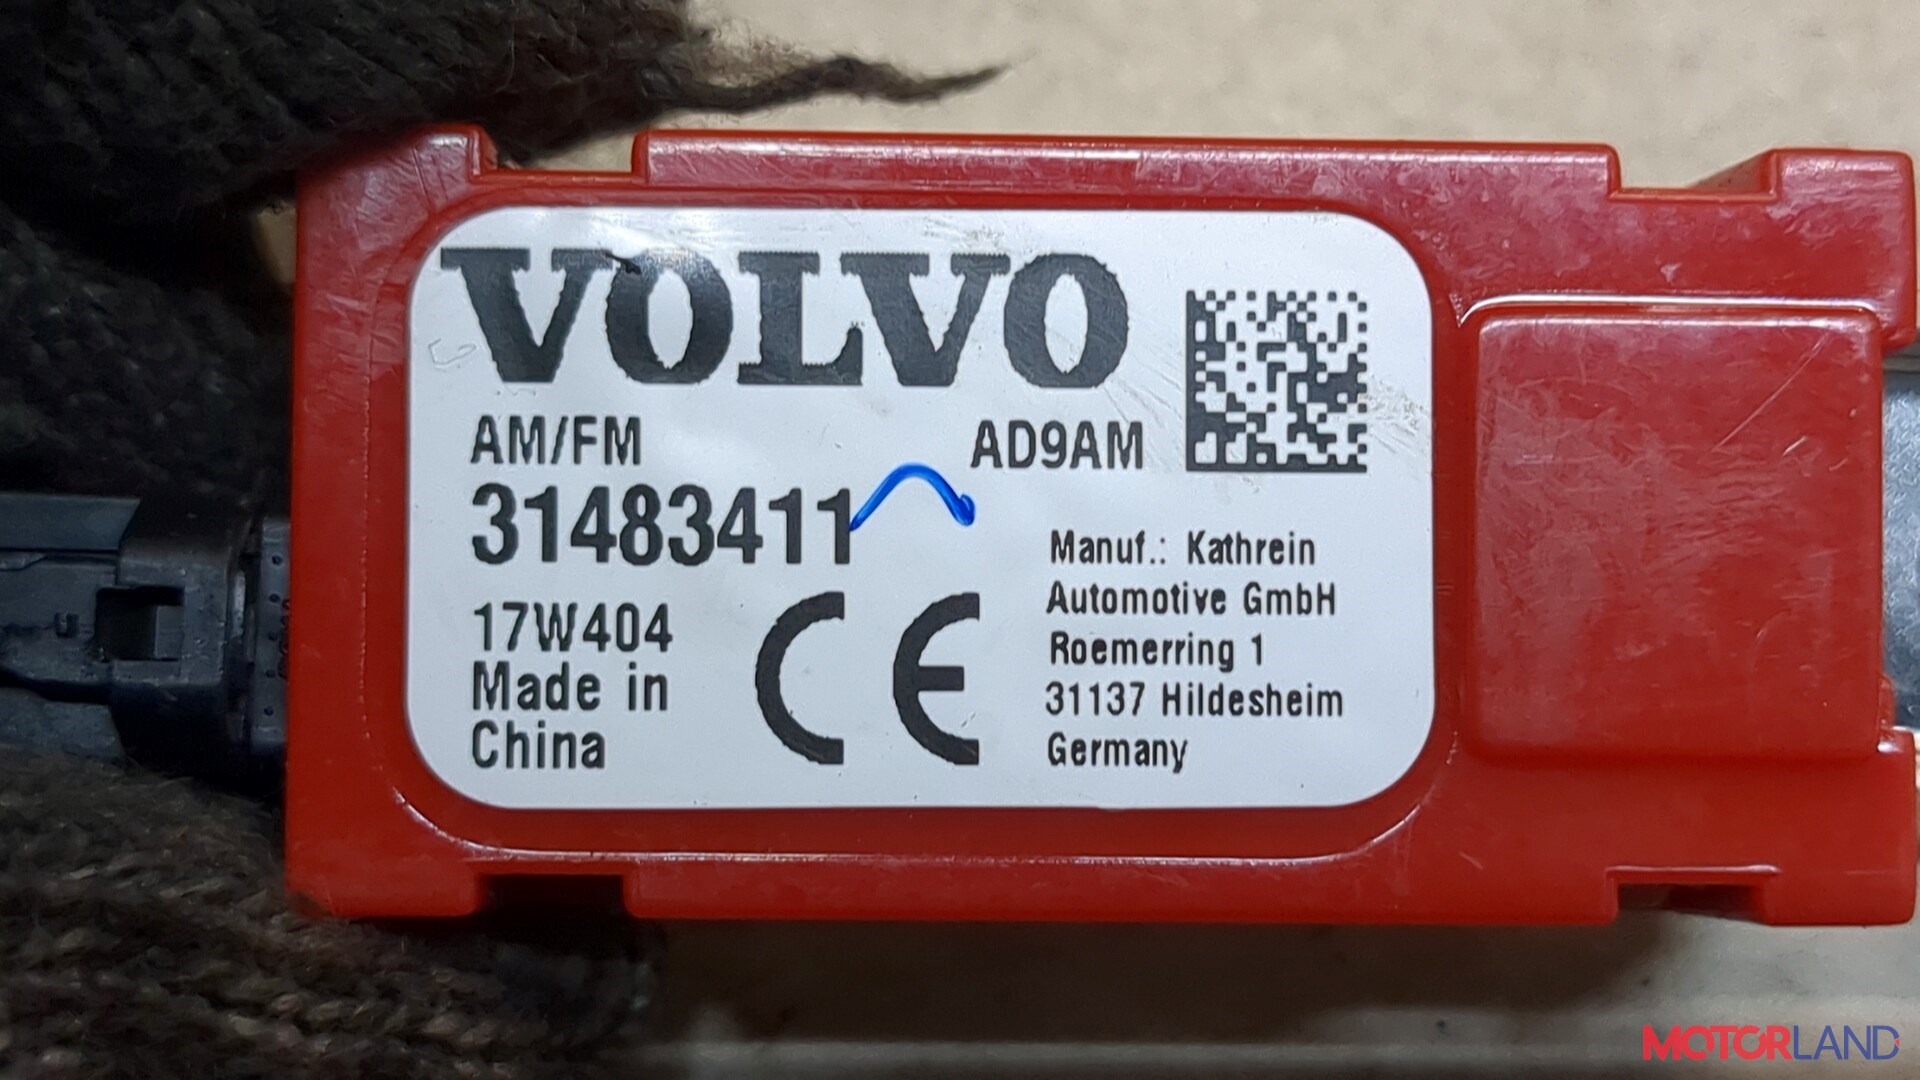 VOLVO
AM/FM AD9AM
31483411
17W404
Made in
China
CE
Manuf.: Kathrein
Automotive GmbH
Roemerring 1
31137 Hildesheim
Germany
MOTORLAND